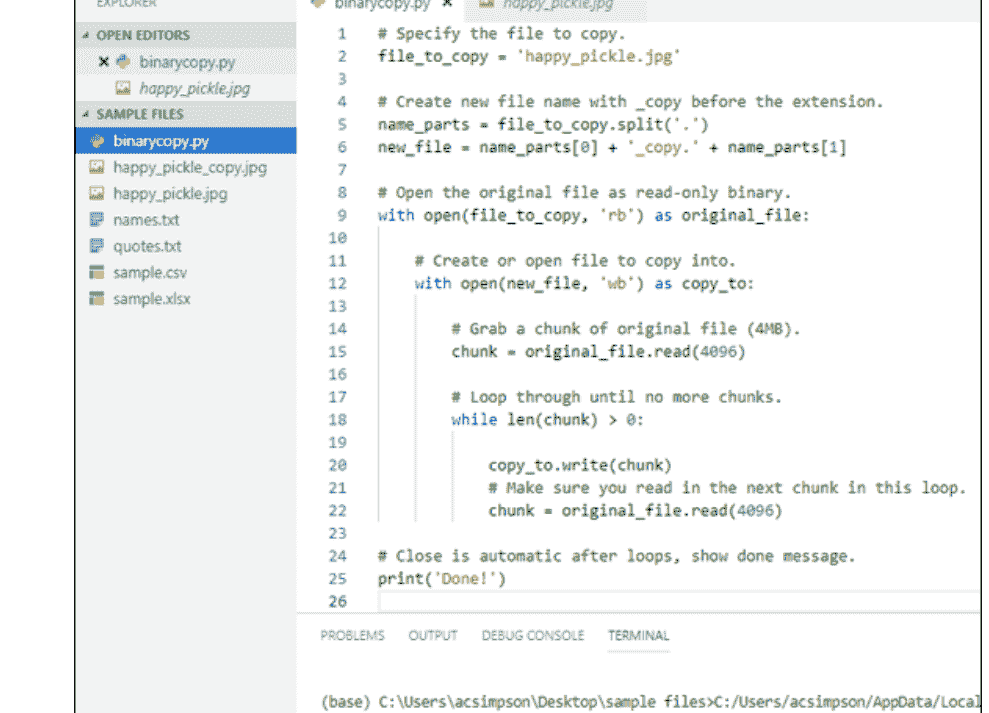 EXPLORER
binarycopy.py
happy_pickle.jpg
OPEN EDITORS
binarycopy.py
happy_pickle.jpg
SAMPLE FILES
binarycopy.py
happy_pickle_copy.jpg
happy_pickle.jpg
names.txt
quotes.txt
sample.csv
sample.xlsx
1 # Specify the file to copy.
2 file_to_copy = 'happy_pickle.jpg'
3
4 # Create new file name with _copy before the extension.
5 name_parts = file_to_copy.split('.')
6 new_file = name_parts[0] + '_copy.' + name_parts[1]
7
8 # Open the original file as read-only binary.
9 with open(file_to_copy, 'rb') as original_file:
10
11 # Create or open file to copy into.
12 with open(new_file, 'wb') as copy_to:
13
14 # Grab a chunk of original file (4MB).
15 chunk = original_file.read(4096)
16
17 # Loop through until no more chunks.
18 while len(chunk) > 0:
19
20 copy_to.write(chunk)
21 # Make sure you read in the next chunk in this loop.
22 chunk = original_file.read(4096)
23
24 # Close is automatic after loops, show done message.
25 print('Done!')
26
PROBLEMS OUTPUT DEBUG CONSOLE TERMINAL
(base) C:\Users\acsimpson\Desktop\sample files>C:/Users/acsimpson/AppData/Local